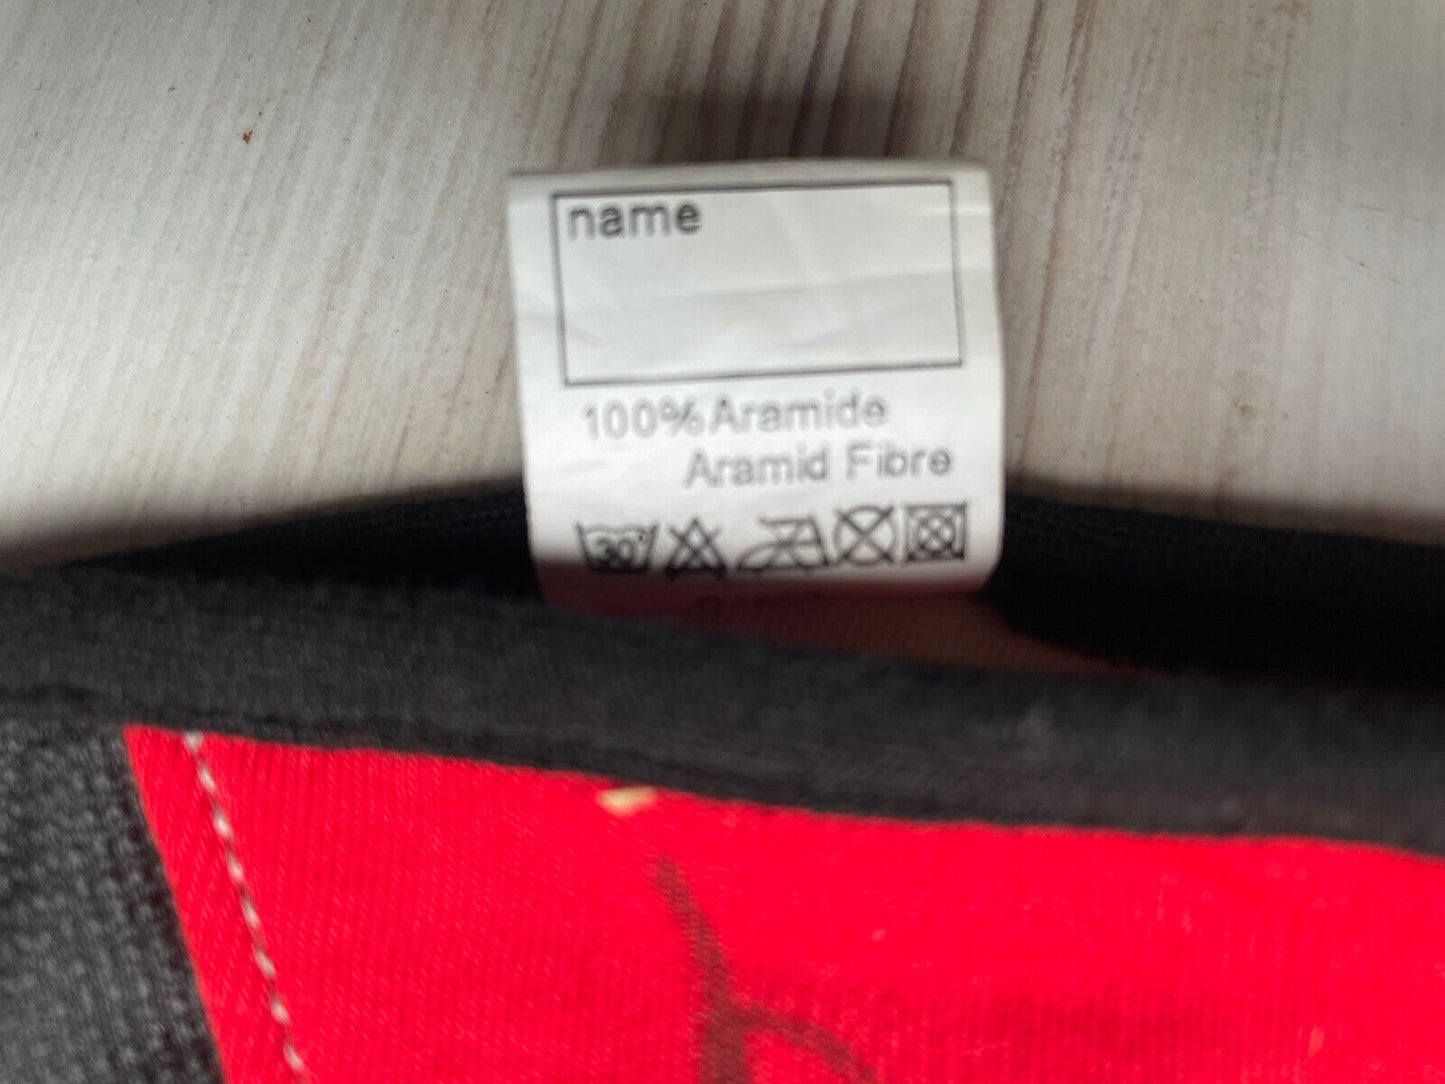 name
100% Aramide
Aramid Fibre
30°